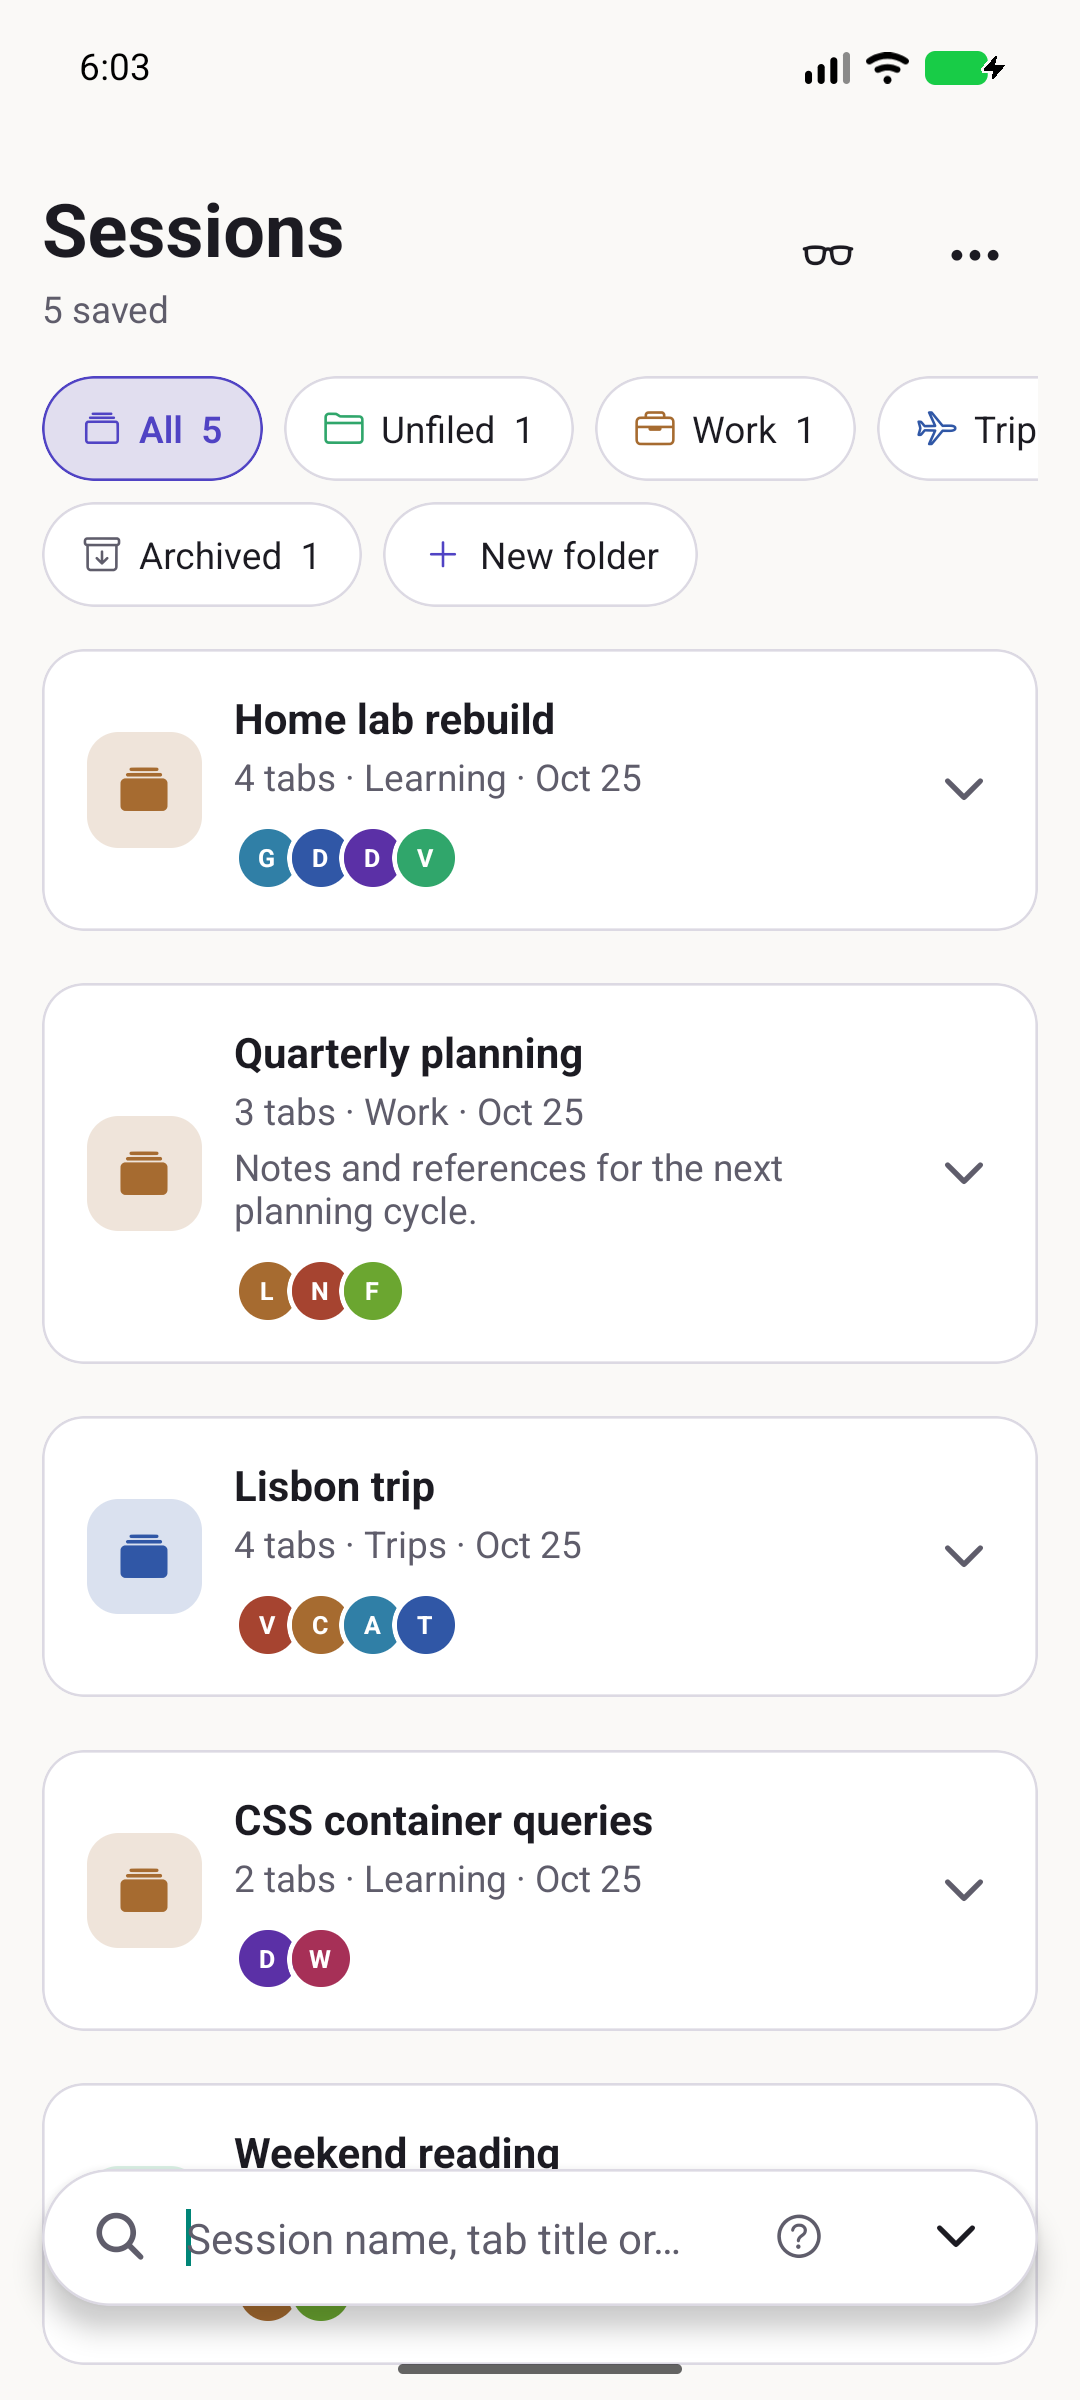 6:03
Sessions
5 saved
All 5
Unfiled 1
Work 1
Trip
Archived 1
New folder
Home lab rebuild
4 tabs · Learning · Oct 25
G D D V
Quarterly planning
3 tabs · Work · Oct 25
Notes and references for the next
planning cycle.
L N F
Lisbon trip
4 tabs · Trips · Oct 25
V C A T
CSS container queries
2 tabs · Learning · Oct 25
D W
Weekend reading
Session name, tab title or…